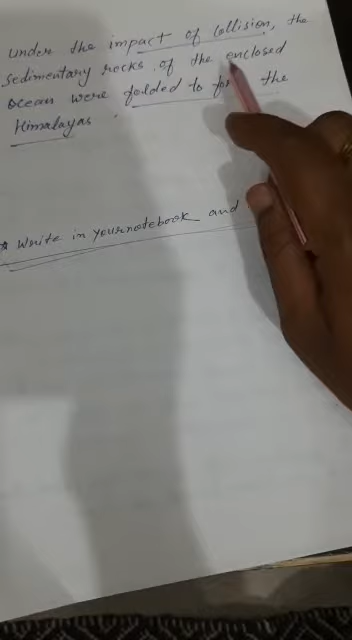 Under the impact of collision, the
sedimentary rocks of the enclosed
ocean were folded to the
Himalayas.
* Write in your notebook and